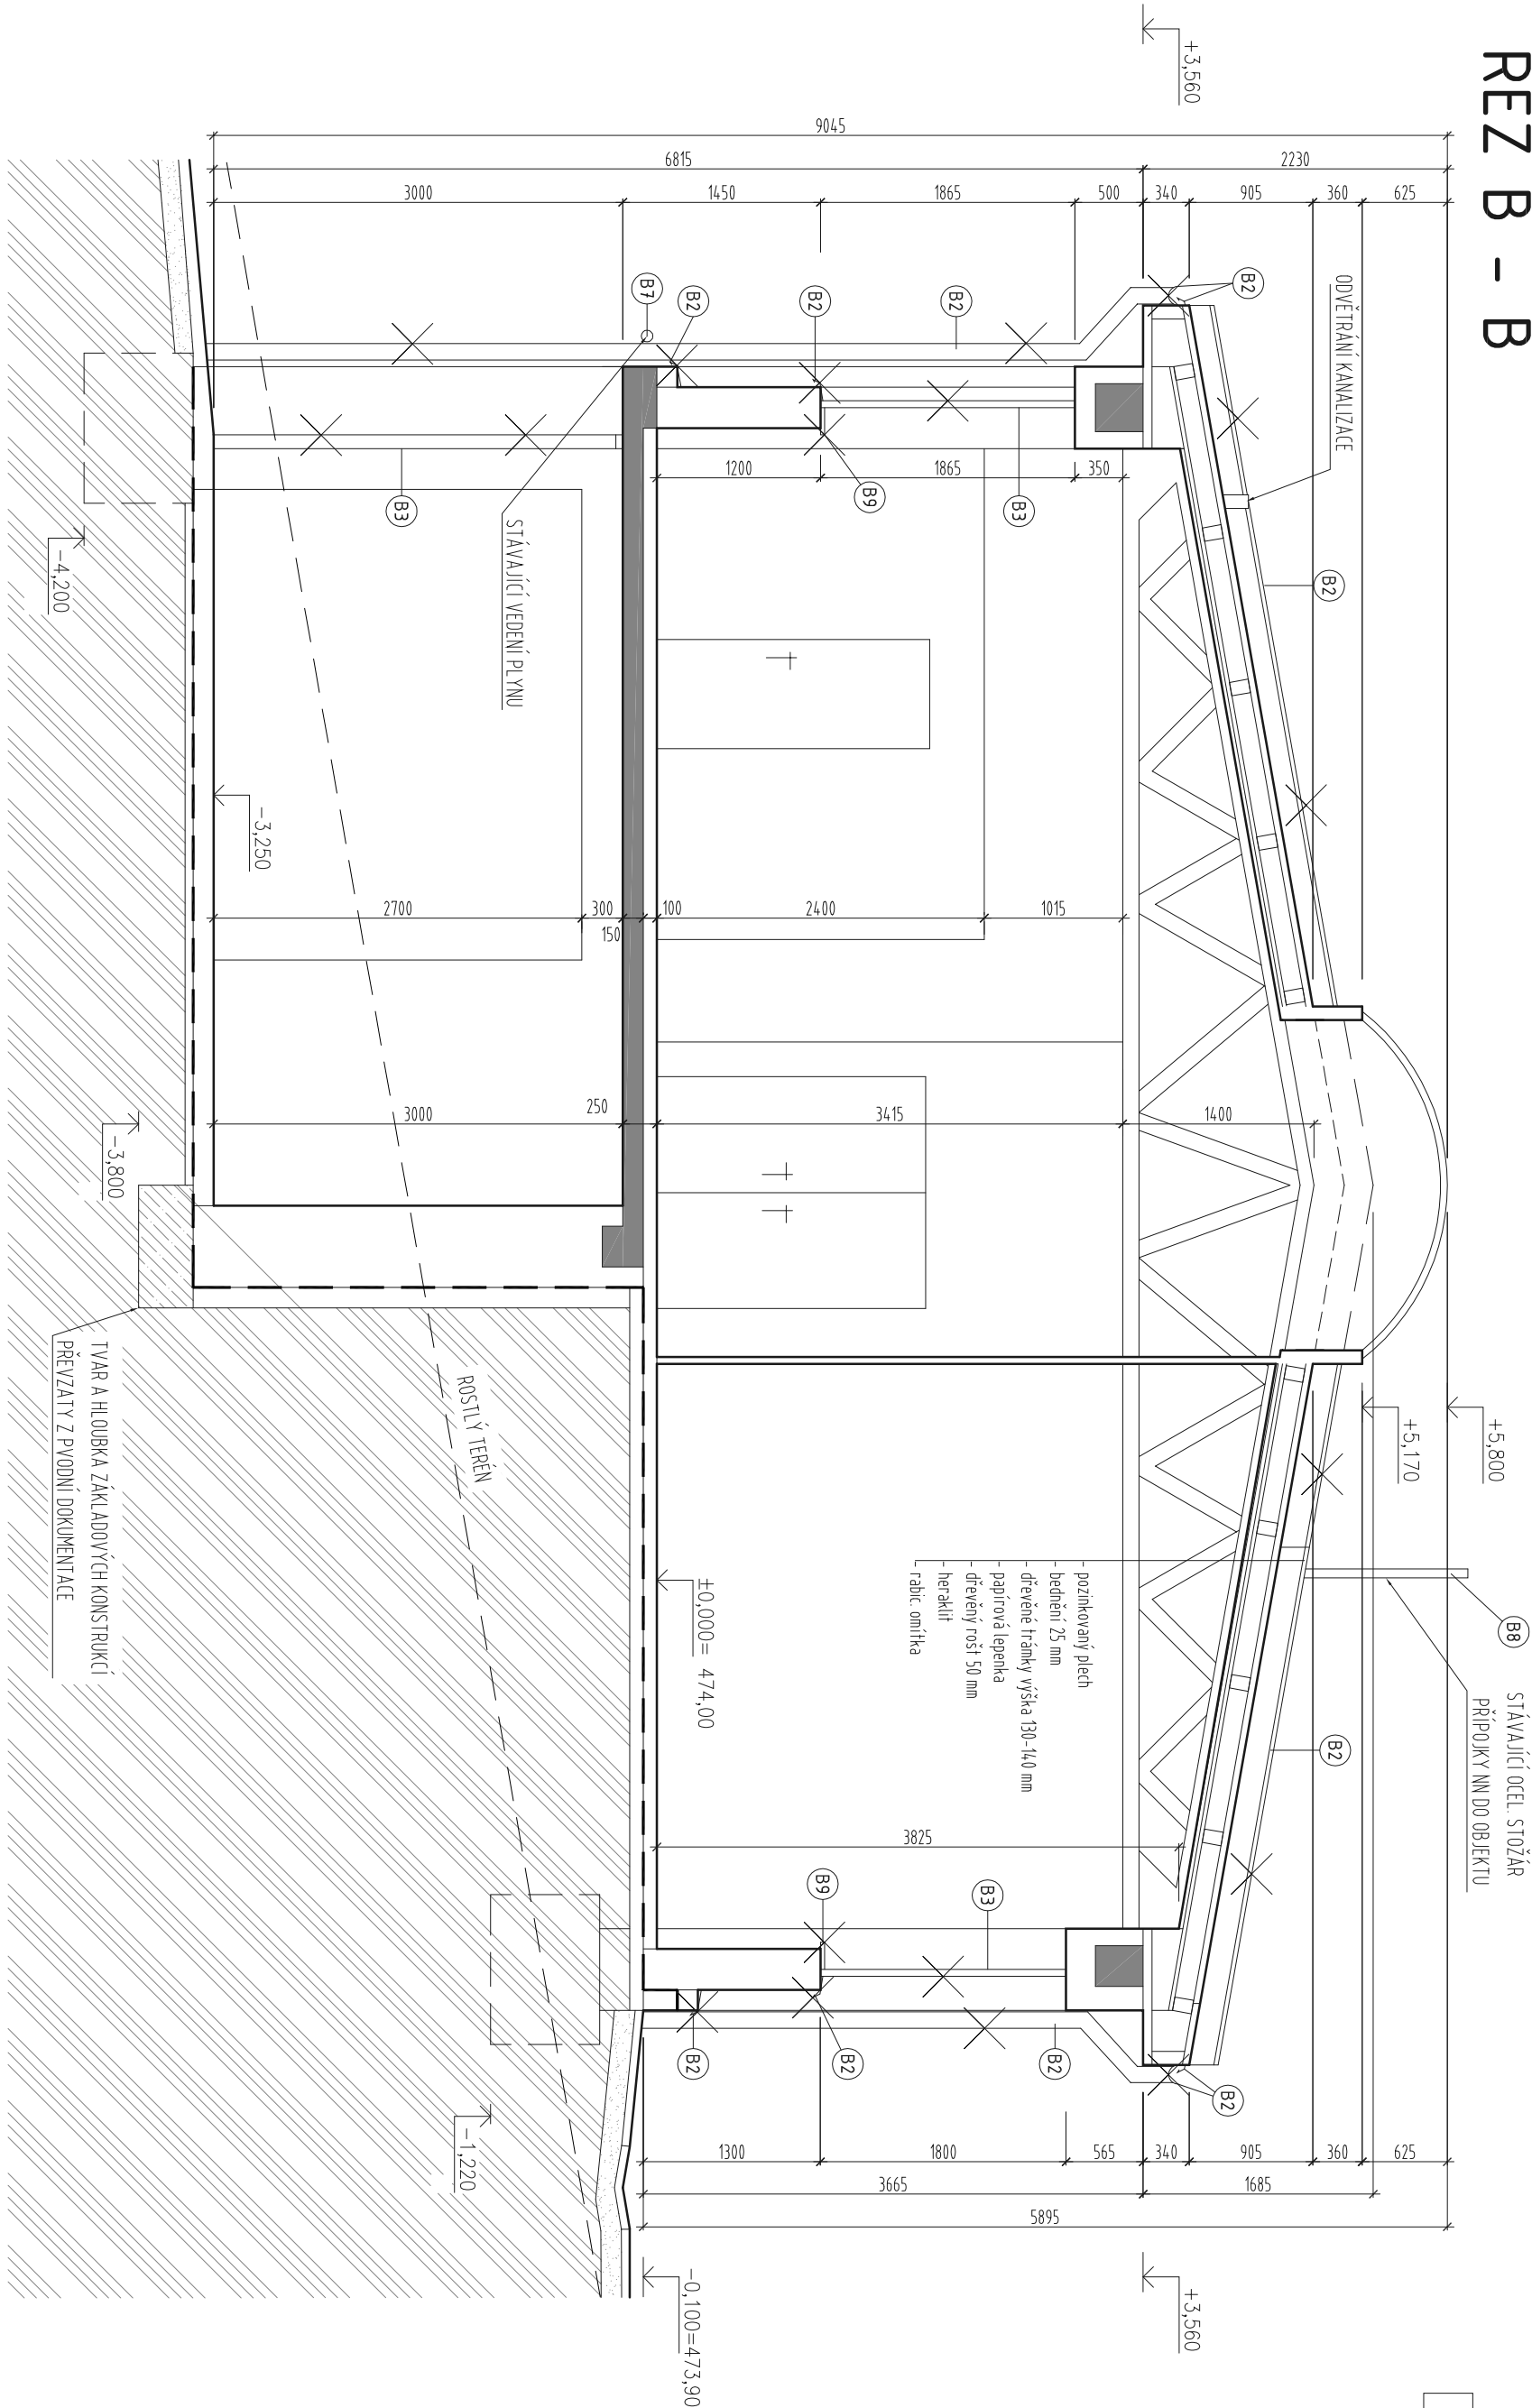 REZ B - B
+3,560
9045
6815
2230
3000
1450
1865
500
340
905
360
625
B7
B2
B2
B2
B2
ODVĚTRÁNÍ KANALIZACE
1200
1865
350
B3
B9
B3
B2
-4,200
STÁVAJÍCÍ VEDENÍ PLYNU
-3,250
2700
300
150
100
2400
1015
3000
250
3415
1400
-3,800
TVAR A HLOUBKA ZÁKLADOVÝCH KONSTRUKCÍ
PŘEVZATY Z PVODNÍ DOKUMENTACE
ROSTLÝ TERÉN
+5,800
+5,170
- pozinkovaný plech
- bednění 25 mm
- dřevěné trámky výška 130-140 mm
- papírová lepenka
- dřevěný rošt 50 mm
- heraklit
- rabic. omítka
±0,000= 474,00
B8
STÁVAJÍCÍ OCEL. STOŽÁR
PŘÍPOJKY NN DO OBJEKTU
B2
3825
B9
B3
B2
B2
B2
B2
-1,220
1300
1800
565
340
905
360
625
3665
1685
5895
-0,100=473,90
+3,560